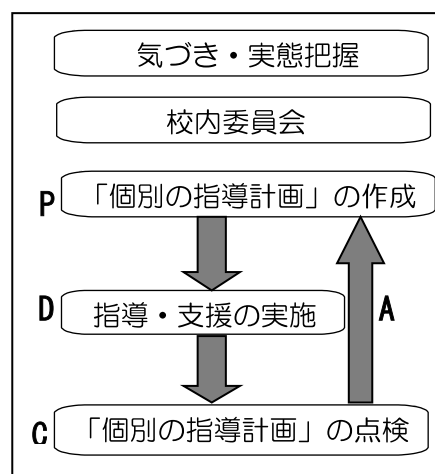 気づき・実態把握
校内委員会
P 「個別の指導計画」の作成
D 指導・支援の実施 A
C 「個別の指導計画」の点検